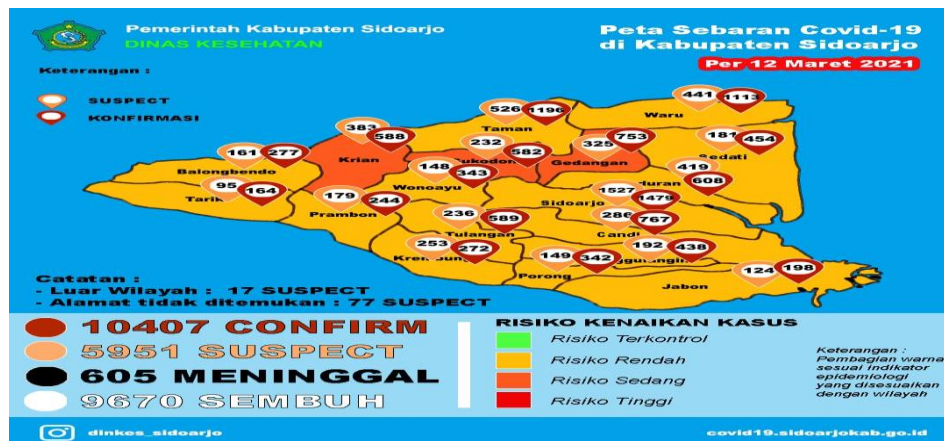 Pemerintah Kabupaten Sidoarjo
DINAS KESEHATAN
Peta Sebaran Covid-19
di Kabupaten Sidoarjo
Per 12 Maret 2021
Keterangan :
SUSPECT
KONFIRMASI
441 1113
Waru
526 1196
Taman
383 588
Krian
232 582
325 753
Gedangan
181 454
161 277
Balongbendo
148 343
Wonoayu
419 608
95 164
Tarik
179 244
Prambon
1527 1479
Sidoarjo
236 589
Tulangan
286 767
Candi
253 272
192 438
149 342
Porong
124 198
Jabon
Catatan :
- Luar Wilayah : 17 SUSPECT
- Alamat tidak ditemukan : 77 SUSPECT
10407 CONFIRM
5951 SUSPECT
605 MENINGGAL
9670 SEMBUH
RISIKO KENAIKAN KASUS
Risiko Terkontrol
Risiko Rendah
Risiko Sedang
Risiko Tinggi
Keterangan :
Pembagian warna
sesuai indikator
epidemiologi
yang disesuaikan
dengan wilayah
dinkes_sidoarjo
covid19.sidoarjokab.go.id